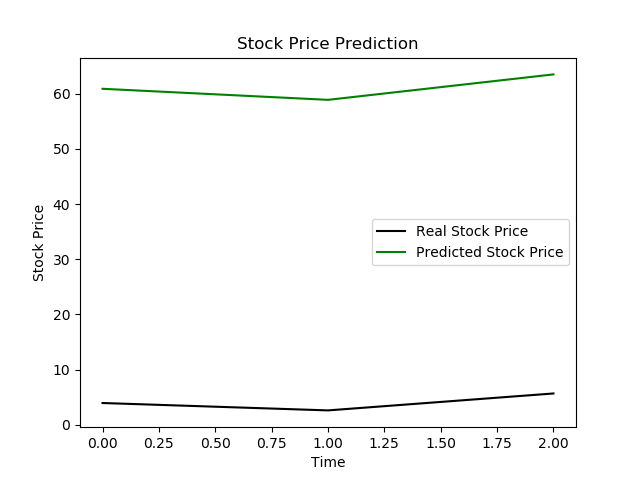 Stock Price Prediction
60
50
40
30
20
10
0
Stock Price
Real Stock Price
Predicted Stock Price
0.00 0.25 0.50 0.75 1.00 1.25 1.50 1.75 2.00
Time